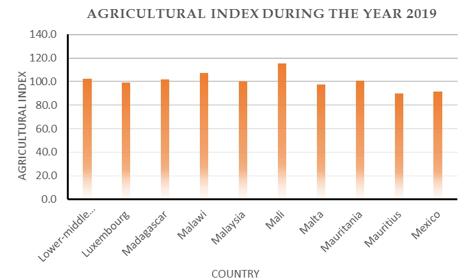 AGRICULTURAL INDEX DURING THE YEAR 2019
AGRICULTURAL INDEX
140.0
120.0
100.0
80.0
60.0
40.0
20.0
0.0
Lower-middle...
Luxembourg
Madagascar
Malawi
Malaysia
Mali
Malta
Mauritania
Mauritius
Mexico
COUNTRY